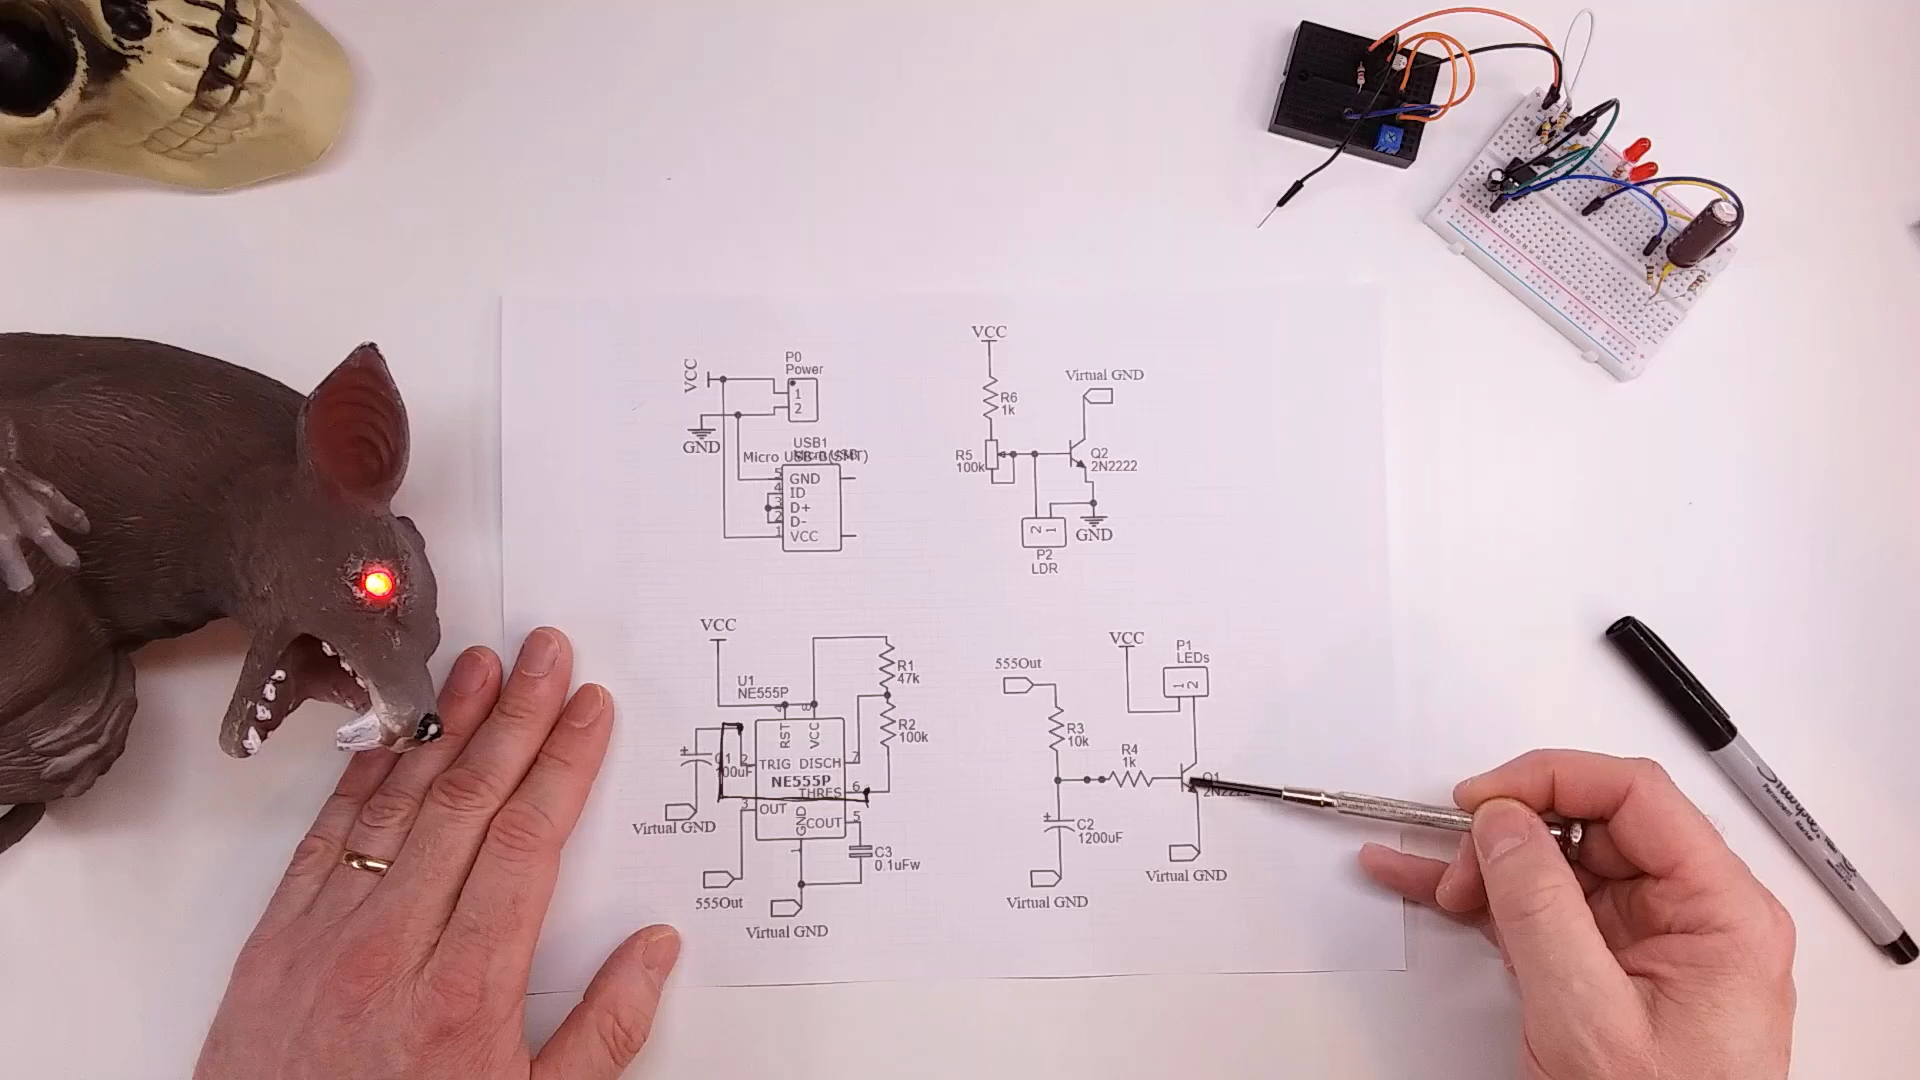 VCC
P0
Power
1
2
GND
USB1
Micro USB-B(SMT)
5
GND
4
ID
3
D+
2
D-
1
VCC
VCC
R6
1k
R5
100k
Virtual GND
Q2
2N2222
2
1
GND
P2
LDR
VCC
U1
NE555P
R1
47k
R2
100k
4
8
RST
VCC
+
C1
100uF
2
TRIG
DISCH
7
NE555P
THRES
6
3
OUT
GND
COUT
5
1
Virtual GND
C3
0.1uFw
555Out
Virtual GND
555Out
VCC
P1
LEDs
1
2
R3
10k
R4
1k
Q1
+
C2
1200uF
Virtual GND
Virtual GND
Sharpie